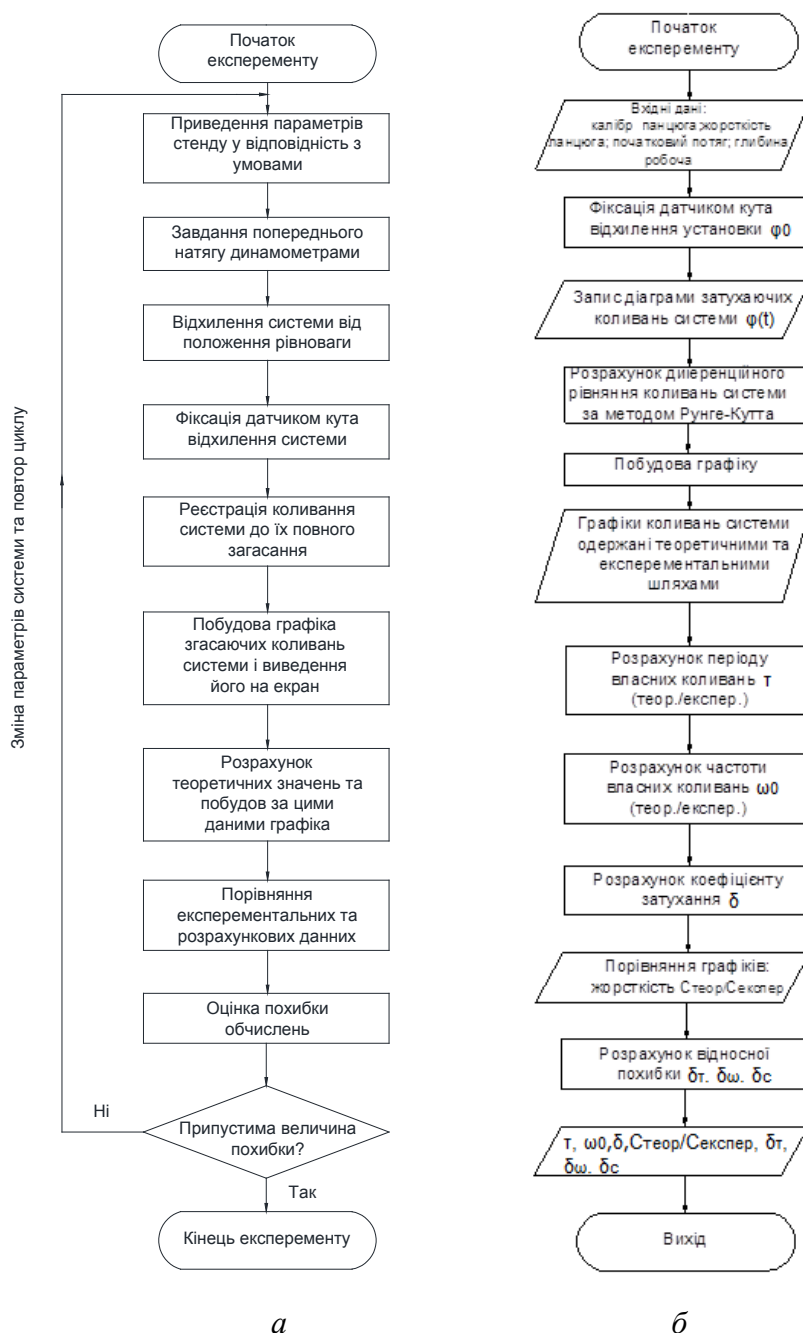 Початок
експеременту
Приведення параметрів
стенду у відповідність з
умовами
Завдання попереднього
натягу динамометрами
Відхилення системи від
положення рівноваги
Фіксація датчиком кута
відхилення системи
Реєстрація коливання
системи до їх повного
загасання
Побудова графіка
згасаючих коливань
системи і виведення
його на екран
Розрахунок
теоретичних значень та
побудов за цими
даними графіка
Порівняння
експерементальних та
розрахункових данних
Оцінка похибки
обчислень
Припустима величина
похибки?
Ні
Так
Кінець експеременту
Зміна параметрів системи та повтор циклу
а
Початок
експеременту
Вхідні дані:
калібр ланцюга;жорсткість
ланцюга; початковий потяг; глибина
робоча
Фіксація датчиком кута
відхилення установки φ0
Запис діаграми затухаючих
коливань системи φ(t)
Розрахунок диіеренційного
рівняння коливань системи
за методом Рунге-Кутта
Побудова графіку
Графіки коливань системи
одержані теоретичними та
експерементальними
шляхами
Розрахунок періоду
власних коливань τ
(теор./експер.)
Розрахунок частоти
власних коливань ω0
(теор./експер.)
Розрахунок коефіцієнту
затухання δ
Порівняння графіків:
жорсткість Стеор/Секспер
Розрахунок відносної
похибки δτ. δω. δс
τ, ω0,δ,Стеор/Секспер, δτ,
δω. δс
Вихід
б